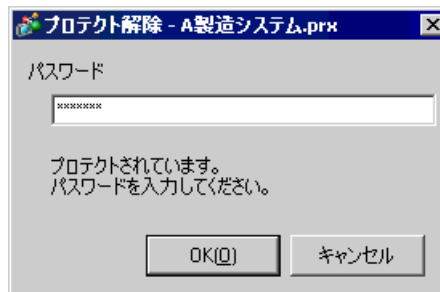 プロテクト解除 - A製造システム.prx
パスワード
×××××××
プロテクトされています。
パスワードを入力してください。
OK(O)
キャンセル